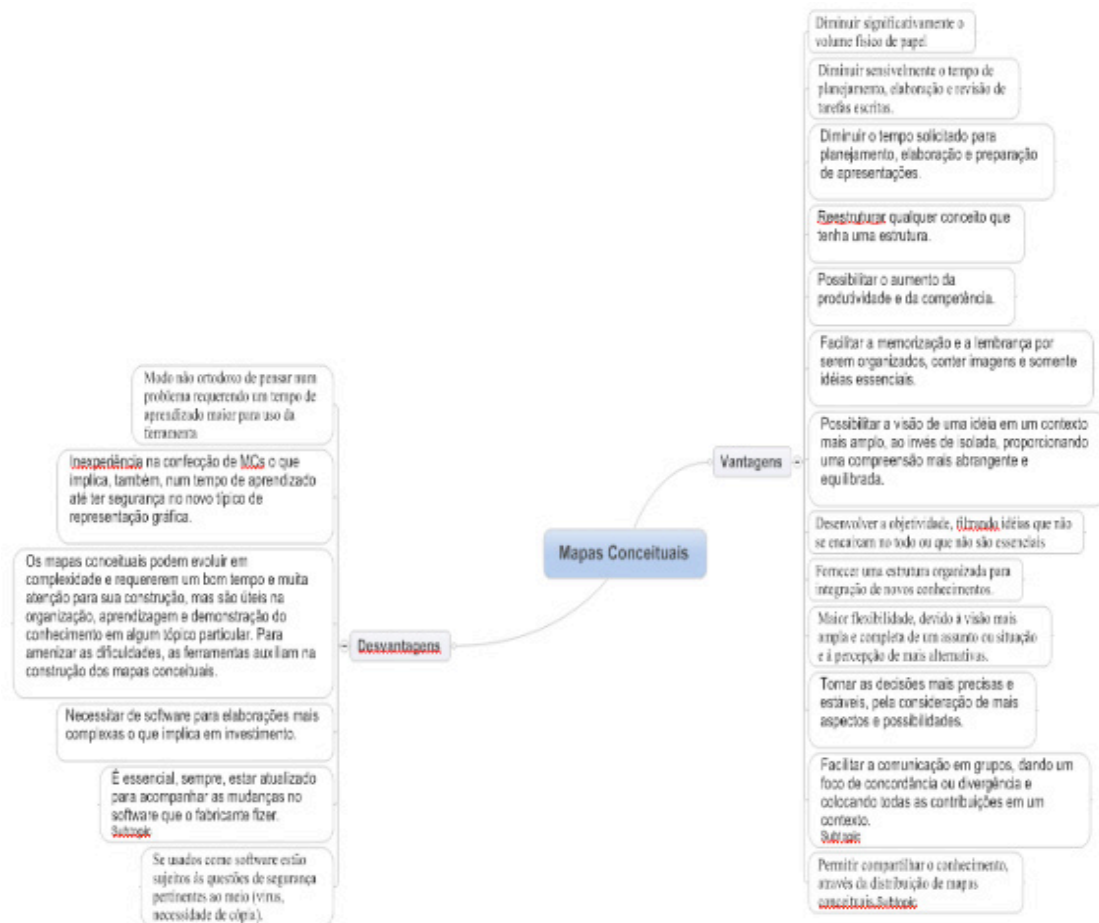 Mapas Conceituais
Vantagens
Diminuir significativamente o
volume físico de papel
Diminuir sensivelmente o tempo de
planejamento, elaboração e revisão de
tarefas escritas.
Diminuir o tempo solicitado para
planejamento, elaboração e preparação
de apresentações.
Reestruturar qualquer conceito que
tenha uma estrutura.
Possibilitar o aumento da
produtividade e da competência.
Facilitar a memorização e a lembrança por
serem organizados, conter imagens e somente
idéias essenciais.
Possibilitar a visão de uma idéia em um contexto
mais amplo, ao invés de isolada, proporcionando
uma compreensão mais abrangente e
equilibrada.
Desenvolver a objetividade, filtrando idéias que não
se encaixam no todo ou que não são essenciais
Fornecer uma estrutura organizada para
integração de novos conhecimentos.
Maior flexibilidade, devido à visão mais
ampla e completa de um assunto ou situação
e à percepção de mais alternativas.
Tornar as decisões mais precisas e
estáveis, pela consideração de mais
aspectos e possibilidades.
Facilitar a comunicação em grupos, dando um
foco de concordância ou divergência e
colocando todas as contribuições em um
contexto.
Subtopic
Permitir compartilhar o conhecimento,
através da distribuição de mapas
conceituais.Subtopic
Desvantagens
Modo não ortodoxo de pensar num
problema requerendo um tempo de
aprendizado maior para uso da
ferramenta
Inexperiência na confecção de MCs o que
implica, também, num tempo de aprendizado
até ter segurança no novo típico de
representação gráfica.
Os mapas conceituais podem evoluir em
complexidade e requererem um bom tempo e muita
atenção para sua construção, mas são úteis na
organização, aprendizagem e demonstração do
conhecimento em algum tópico particular. Para
amenizar as dificuldades, as ferramentas auxiliam na
construção dos mapas conceituais.
Necessitar de software para elaborações mais
complexas o que implica em investimento.
É essencial, sempre, estar atualizado
para acompanhar as mudanças no
software que o fabricante fizer.
Subtopic
Se usados como software estão
sujeitos às questões de segurança
pertinentes ao meio (vírus,
necessidade de cópia).